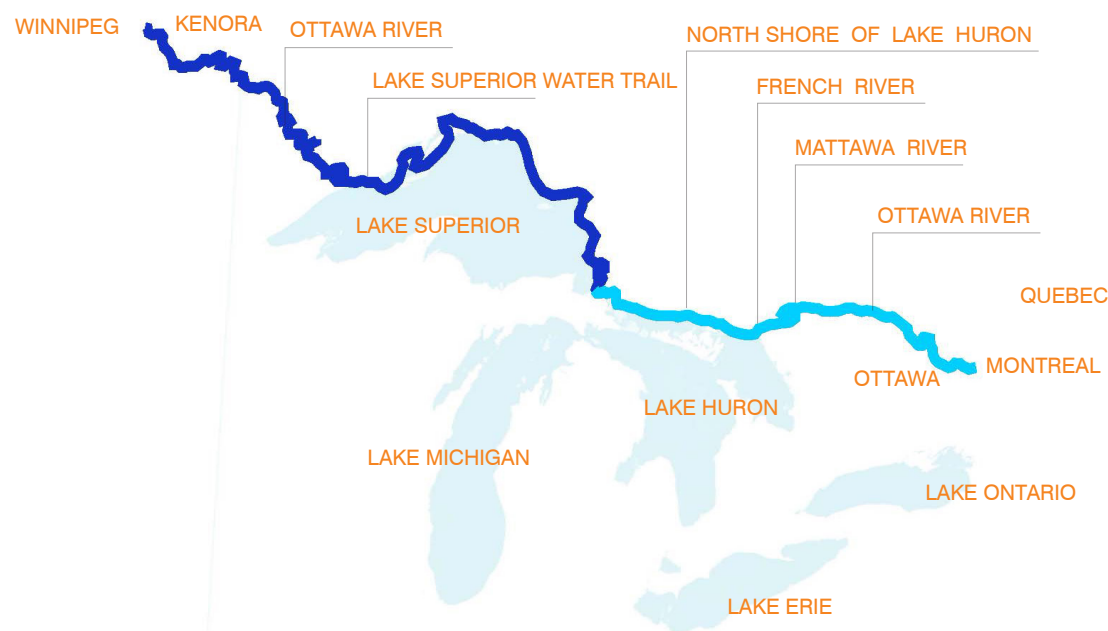 WINNIPEG
KENORA
OTTAWA RIVER
NORTH SHORE OF LAKE HURON
LAKE SUPERIOR WATER TRAIL
FRENCH RIVER
MATTAWA RIVER
OTTAWA RIVER
LAKE SUPERIOR
QUEBEC
MONTREAL
OTTAWA
LAKE HURON
LAKE MICHIGAN
LAKE ONTARIO
LAKE ERIE